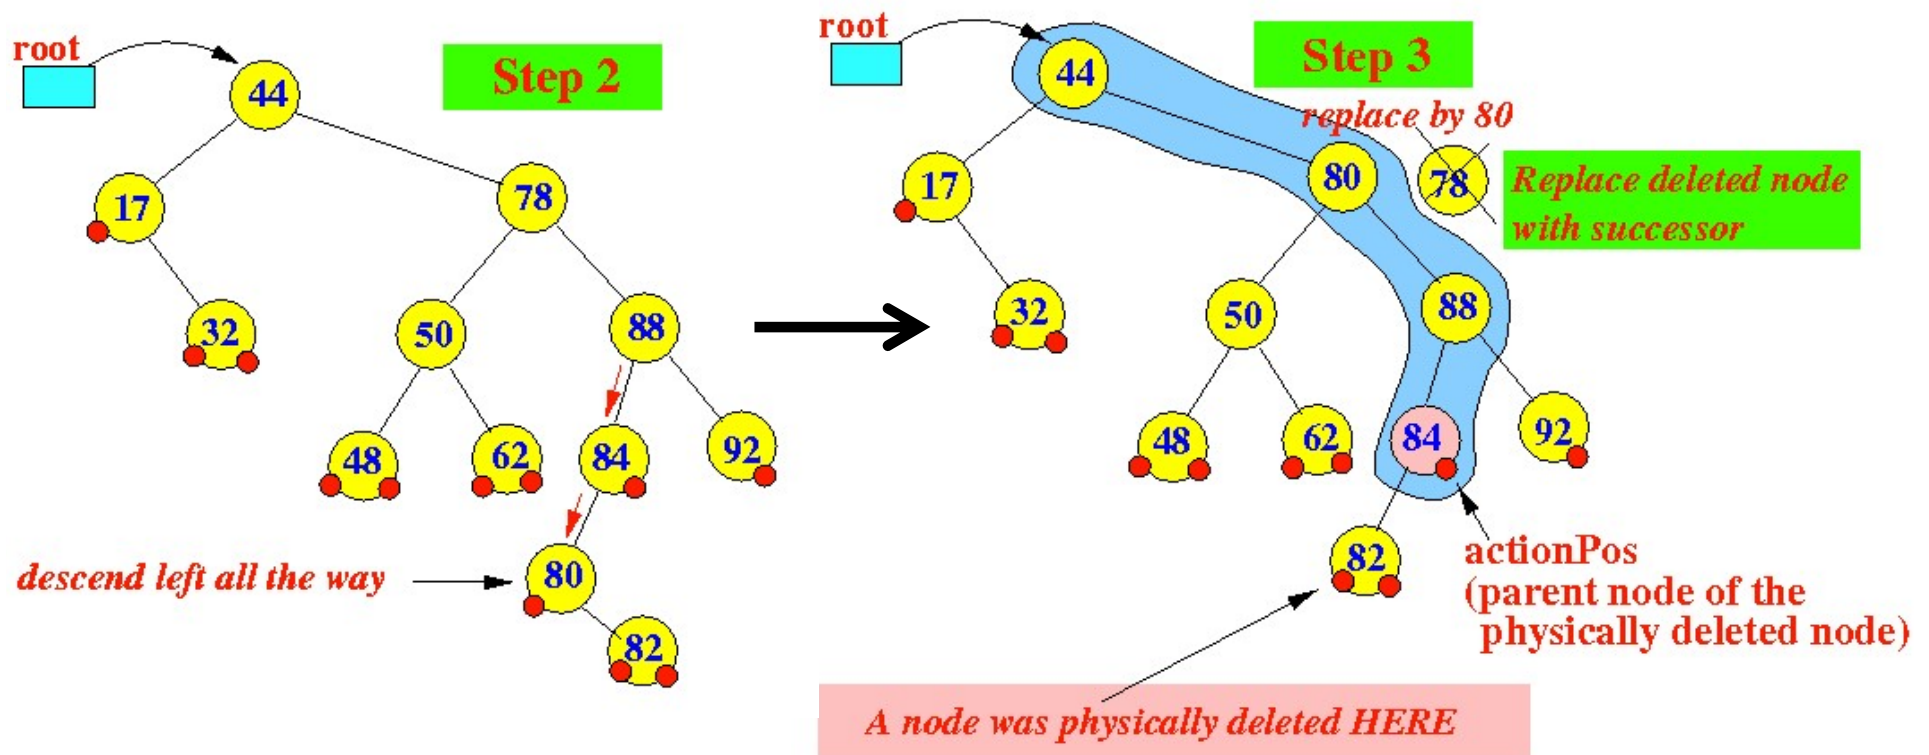 root
Step 2
44
17
78
32
50
88
48
62
84
92
descend left all the way
80
82
root
Step 3
44
replace by 80
17
80
78
Replace deleted node
with successor
32
50
88
48
62
84
92
82
actionPos
(parent node of the
physically deleted node)
A node was physically deleted HERE